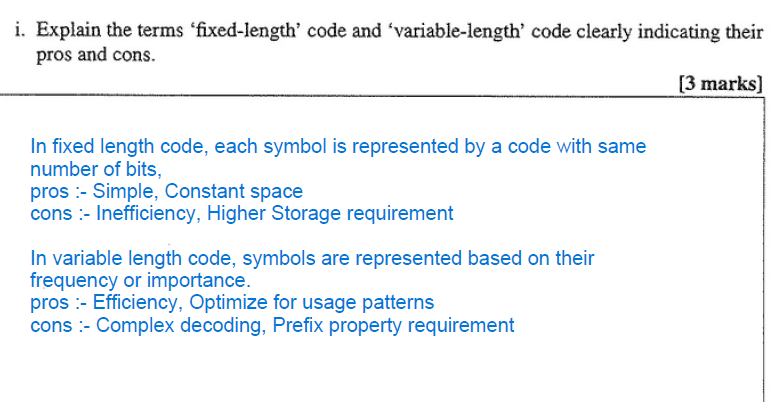 i. Explain the terms ‘fixed-length’ code and ‘variable-length’ code clearly indicating their
pros and cons.
[3 marks]
In fixed length code, each symbol is represented by a code with same
number of bits,
pros :- Simple, Constant space
cons :- Inefficiency, Higher Storage requirement
In variable length code, symbols are represented based on their
frequency or importance.
pros :- Efficiency, Optimize for usage patterns
cons :- Complex decoding, Prefix property requirement